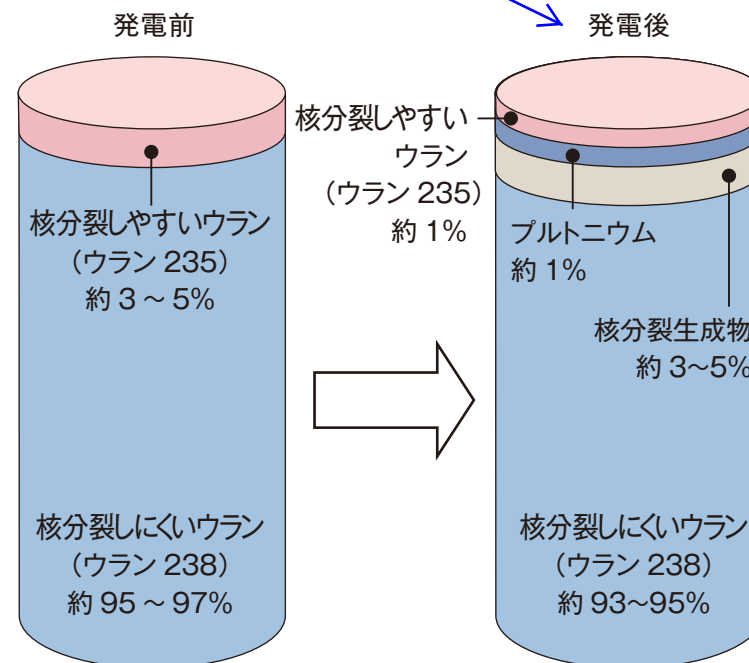 発電前
核分裂しやすいウラン
（ウラン 235）
約 3 ～ 5%
核分裂しにくいウラン
（ウラン 238）
約 95 ～ 97%
発電後
核分裂しやすい
ウラン
（ウラン 235）
約 1%
プルトニウム
約 1%
核分裂生成物
約 3~5%
核分裂しにくいウラン
（ウラン 238）
約 93~95%